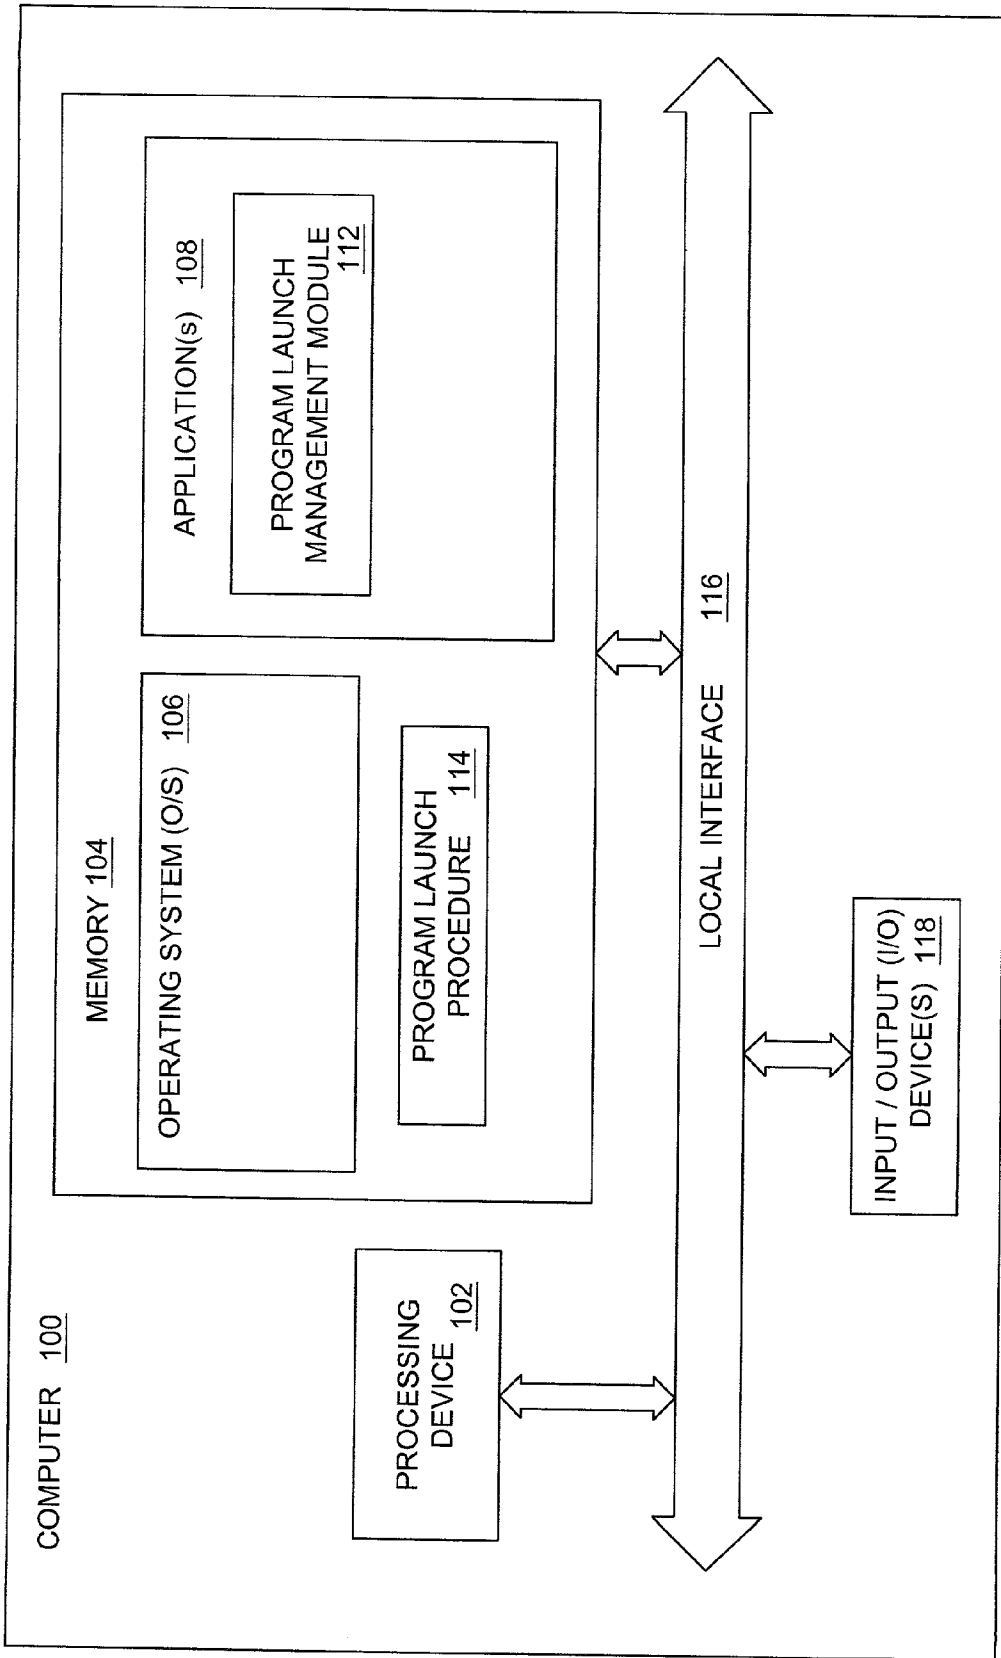 COMPUTER 100
MEMORY 104
OPERATING SYSTEM (O/S) 106
APPLICATION(s) 108
PROGRAM LAUNCH
MANAGEMENT MODULE
112
PROGRAM LAUNCH
PROCEDURE 114
PROCESSING
DEVICE 102
LOCAL INTERFACE 116
INPUT / OUTPUT (I/O)
DEVICE(S) 118